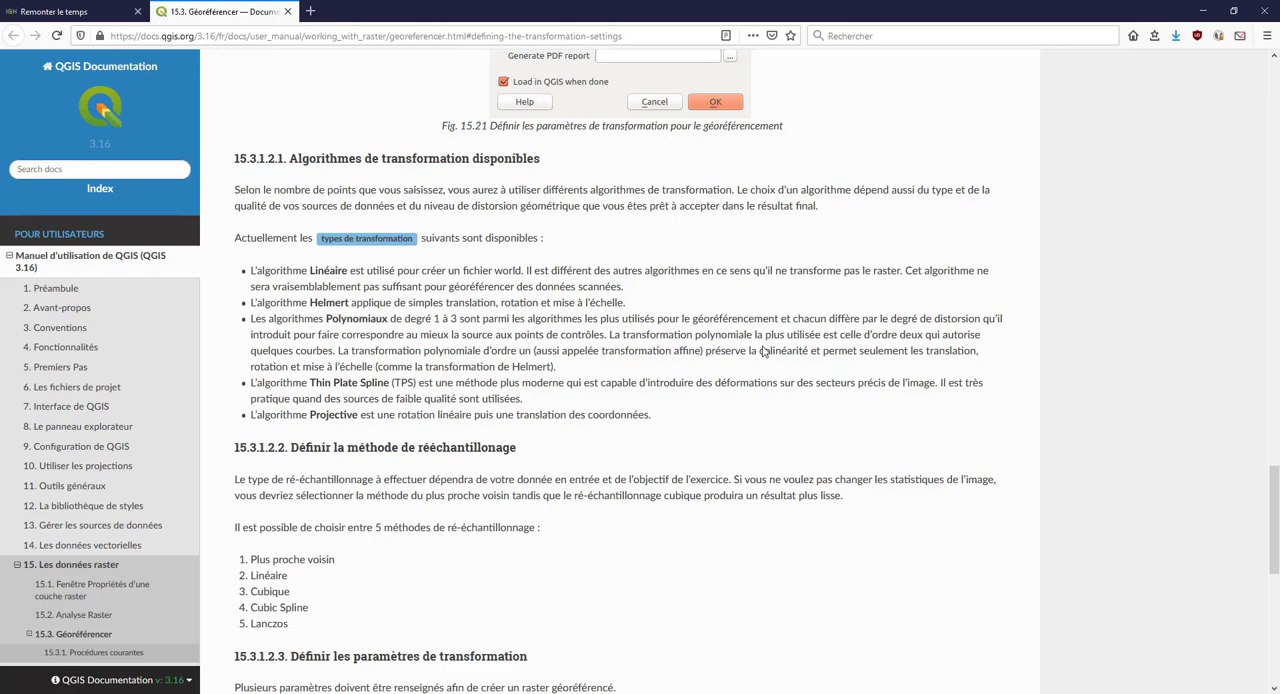 IGN Remonter le temps
15.3. Géoréférencer — Docume
https://docs.qgis.org/3.16/fr/docs/user_manual/working_with_raster/georeferencer.html#defining-the-transformation-settings
Rechercher
QGIS Documentation
3.16
Search docs
Index
POUR UTILISATEURS
Manuel d’utilisation de QGIS (QGIS
3.16)
1. Préambule
2. Avant-propos
3. Conventions
4. Fonctionnalités
5. Premiers Pas
6. Les fichiers de projet
7. Interface de QGIS
8. Le panneau explorateur
9. Configuration de QGIS
10. Utiliser les projections
11. Outils généraux
12. La bibliothèque de styles
13. Gérer les sources de données
14. Les données vectorielles
15. Les données raster
15.1. Fenêtre Propriétés d’une
couche raster
15.2. Analyse Raster
15.3. Géoréférencer
15.3.1. Procédures courantes
QGIS Documentation v: 3.16
Generate PDF report
...
Load in QGIS when done
Help Cancel OK
Fig. 15.21 Définir les paramètres de transformation pour le géoréférencement
15.3.1.2.1. Algorithmes de transformation disponibles
Selon le nombre de points que vous saisissez, vous aurez à utiliser différents algorithmes de transformation. Le choix d’un algorithme dépend aussi du type et de la
qualité de vos sources de données et du niveau de distorsion géométrique que vous êtes prêt à accepter dans le résultat final.
Actuellement les types de transformation suivants sont disponibles :
• L’algorithme Linéaire est utilisé pour créer un fichier world. Il est différent des autres algorithmes en ce sens qu’il ne transforme pas le raster. Cet algorithme ne
sera vraisemblablement pas suffisant pour géoréférencer des données scannées.
• L’algorithme Helmert applique de simples translation, rotation et mise à l’échelle.
• Les algorithmes Polynomiaux de degré 1 à 3 sont parmi les algorithmes les plus utilisés pour le géoréférencement et chacun diffère par le degré de distorsion qu’il
introduit pour faire correspondre au mieux la source aux points de contrôles. La transformation polynomiale la plus utilisée est celle d’ordre deux qui autorise
quelques courbes. La transformation polynomiale d’ordre un (aussi appelée transformation affine) préserve la colinéarité et permet seulement les translation,
rotation et mise à l’échelle (comme la transformation de Helmert).
• L’algorithme Thin Plate Spline (TPS) est une méthode plus moderne qui est capable d’introduire des déformations sur des secteurs précis de l’image. Il est très
pratique quand des sources de faible qualité sont utilisées.
• L’algorithme Projective est une rotation linéaire puis une translation des coordonnées.
15.3.1.2.2. Définir la méthode de rééchantillonage
Le type de ré-échantillonnage à effectuer dépendra de votre donnée en entrée et de l’objectif de l’exercice. Si vous ne voulez pas changer les statistiques de l’image,
vous devriez sélectionner la méthode du plus proche voisin tandis que le ré-échantillonnage cubique produira un résultat plus lisse.
Il est possible de choisir entre 5 méthodes de ré-échantillonnage :
1. Plus proche voisin
2. Linéaire
3. Cubique
4. Cubic Spline
5. Lanczos
15.3.1.2.3. Définir les paramètres de transformation
Plusieurs paramètres doivent être renseignés afin de créer un raster géoréférencé.